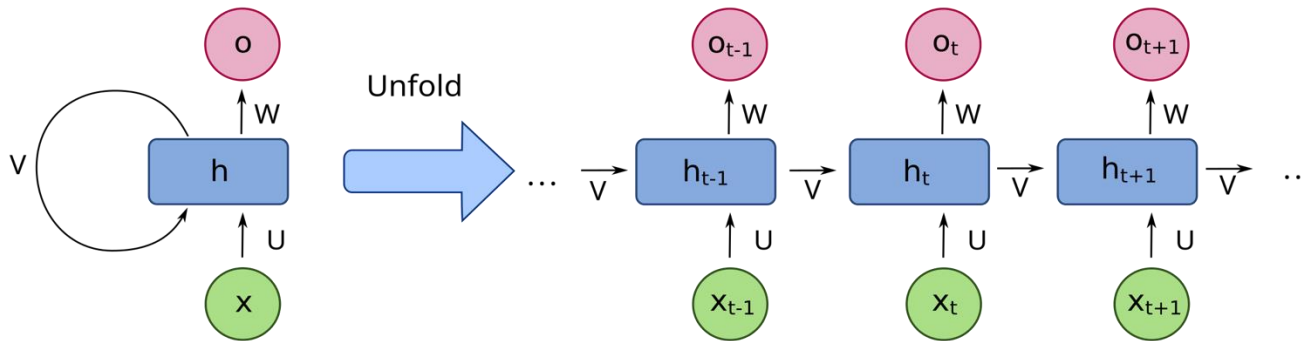 o
o_{t-1}
o_t
o_{t+1}
Unfold
W
W
W
W
V
h
...
V
h_{t-1}
V
h_t
V
h_{t+1}
V
..
U
U
U
U
x
x_{t-1}
x_t
x_{t+1}